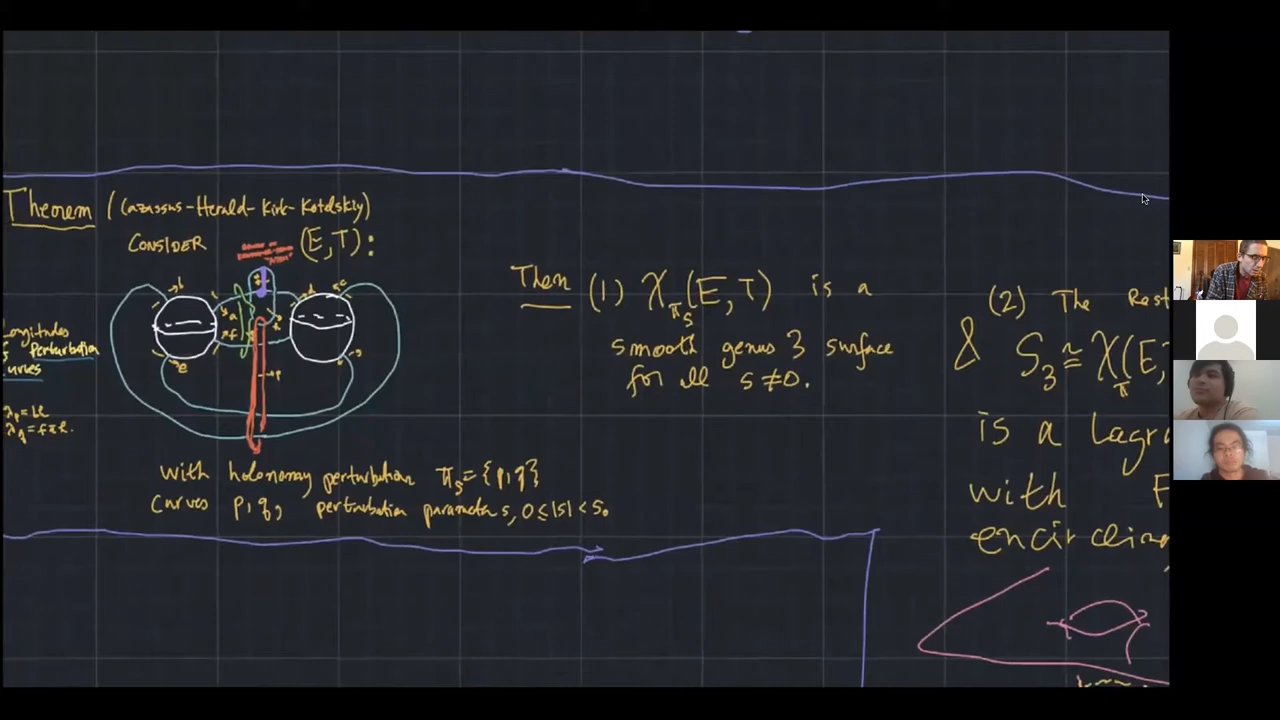 Theorem (Cazassus-Herald-Kirk-Kotelskiy)
CONSIDER (E,T):
Longitudes
perturbation
curves
With holonomy perturbation π_s = {p,q}
Curves p,q, perturbation parameter s, 0≤|s|<s₀
Then (1) χ_{π_s}(E,T) is a
smooth genus 3 surface
for all s≠0.
(2) The Rest
& S₃ ≅ χ_π(E,
is a Lagr
with F
encirclin